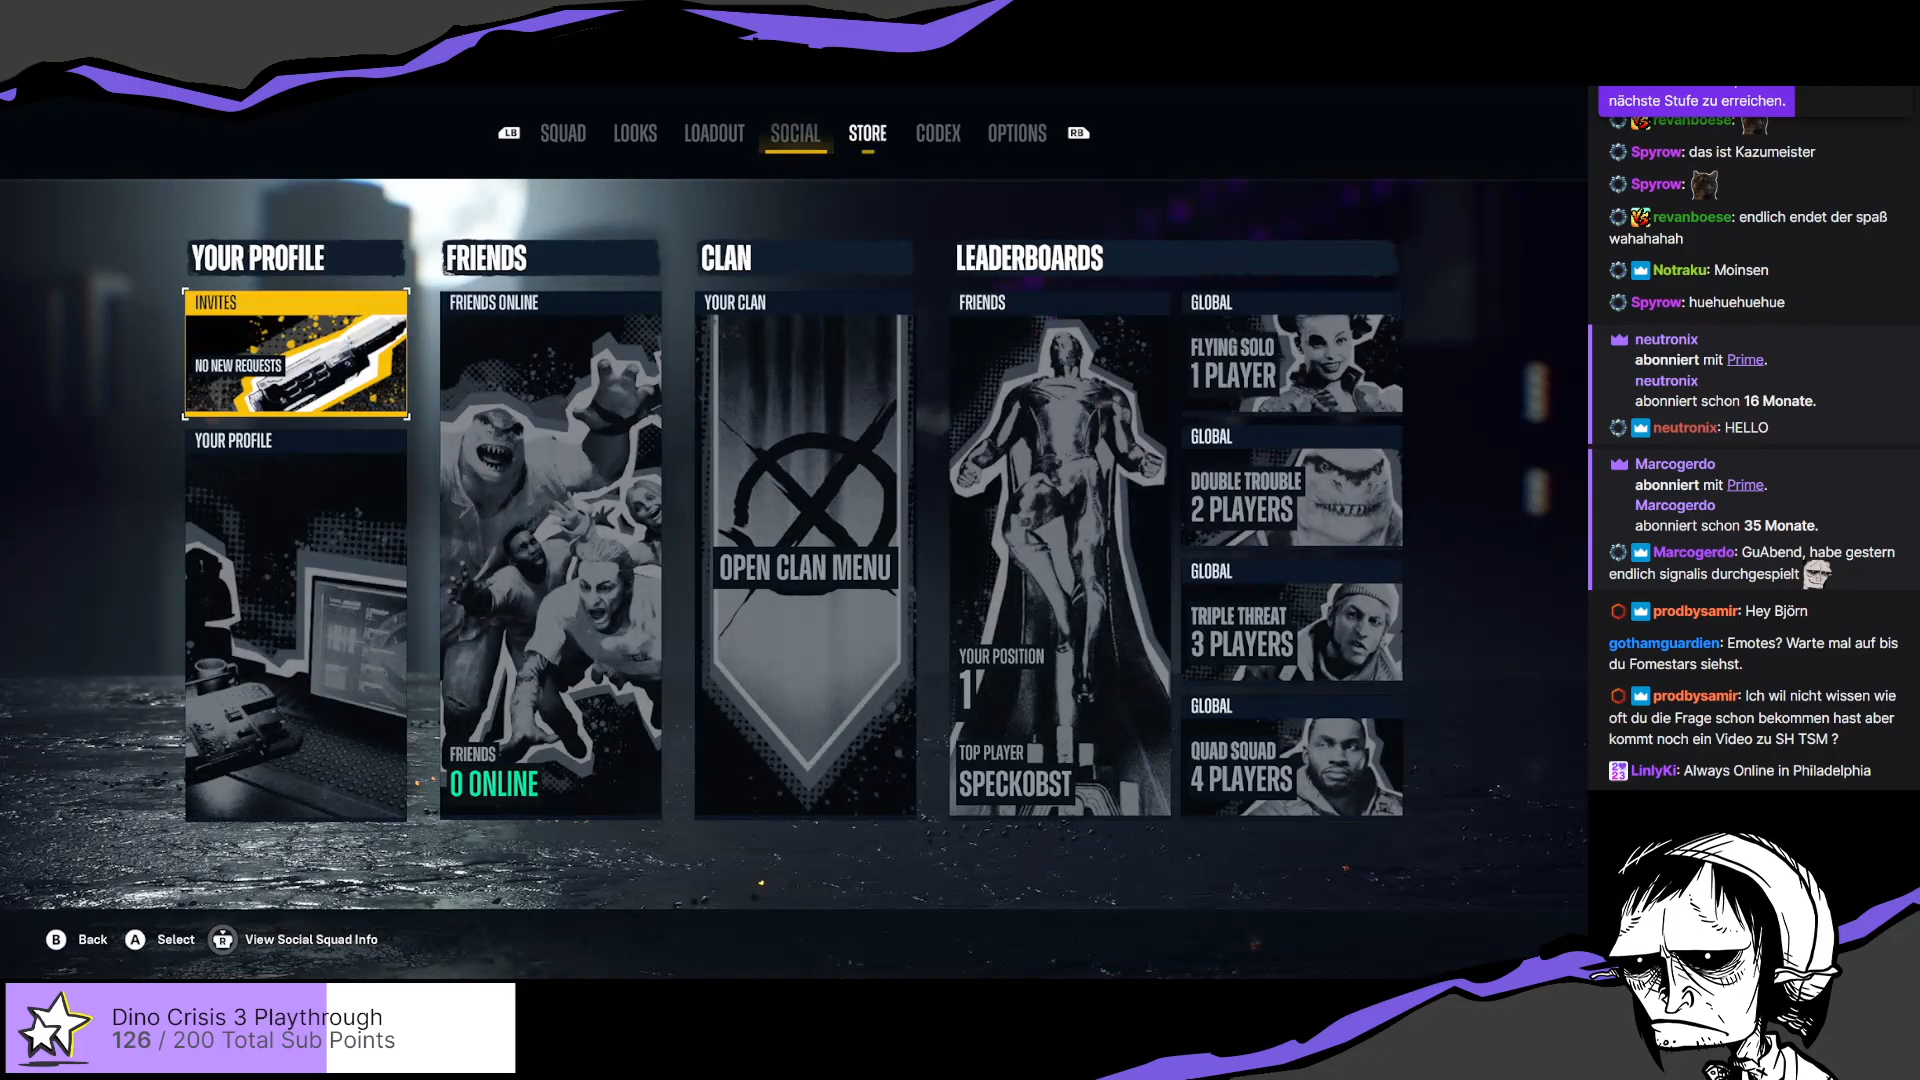 LB SQUAD LOOKS LOADOUT SOCIAL STORE CODEX OPTIONS RB
YOUR PROFILE
INVITES
NO NEW REQUESTS
YOUR PROFILE
FRIENDS
FRIENDS ONLINE
FRIENDS
0 ONLINE
CLAN
YOUR CLAN
OPEN CLAN MENU
LEADERBOARDS
FRIENDS
YOUR POSITION
1
TOP PLAYER
SPECKOBST
GLOBAL
FLYING SOLO
1 PLAYER
GLOBAL
DOUBLE TROUBLE
2 PLAYERS
GLOBAL
TRIPLE THREAT
3 PLAYERS
GLOBAL
QUAD SQUAD
4 PLAYERS
B Back A Select R View Social Squad Info
Dino Crisis 3 Playthrough
126 / 200 Total Sub Points
nächste Stufe zu erreichen.
revanboese:
Spyrow: das ist Kazumeister
Spyrow:
revanboese: endlich endet der spaß
wahahahah
Notraku: Moinsen
Spyrow: huehuehuehue
neutronix
abonniert mit Prime.
neutronix
abonniert schon 16 Monate.
neutronix: HELLO
Marcogerdo
abonniert mit Prime.
Marcogerdo
abonniert schon 35 Monate.
Marcogerdo: GuAbend, habe gestern
endlich signalis durchgespielt
prodbysamir: Hey Björn
gothamguardien: Emotes? Warte mal auf bis
du Fomestars siehst.
prodbysamir: Ich wil nicht wissen wie
oft du die Frage schon bekommen hast aber
kommt noch ein Video zu SH TSM ?
LinlyKi: Always Online in Philadelphia